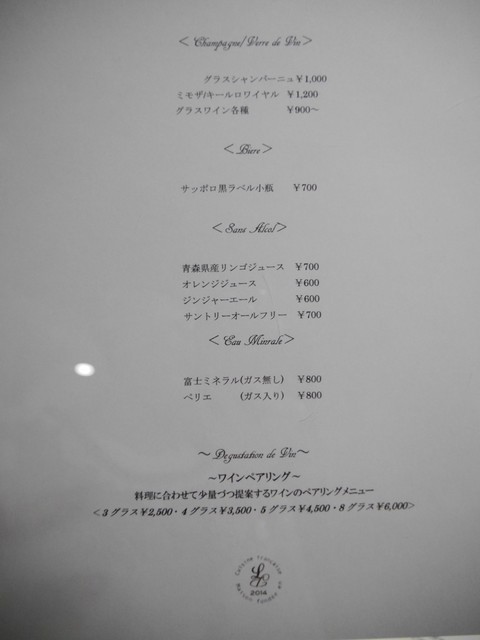 < Champagne/ Verre de Vin >
グラスシャンパーニュ ¥1,000
ミモザ/キールロワイヤル ¥1,200
グラスワイン各種 ¥900～
< Biere >
サッポロ黒ラベル小瓶 ¥700
< Sans Alcol >
青森県産リンゴジュース ¥700
オレンジジュース ¥600
ジンジャーエール ¥600
サントリーオールフリー ¥700
< Eau Minrale >
富士ミネラル(ガス無し) ¥800
ペリエ (ガス入り) ¥800
～Degustation de Vin～
～ワインペアリング～
料理に合わせて少量づつ提案するワインのペアリングメニュー
<3グラス¥2,500・4グラス¥3,500・5グラス¥4,500・8グラス¥6,000>
Cuisine française
2014